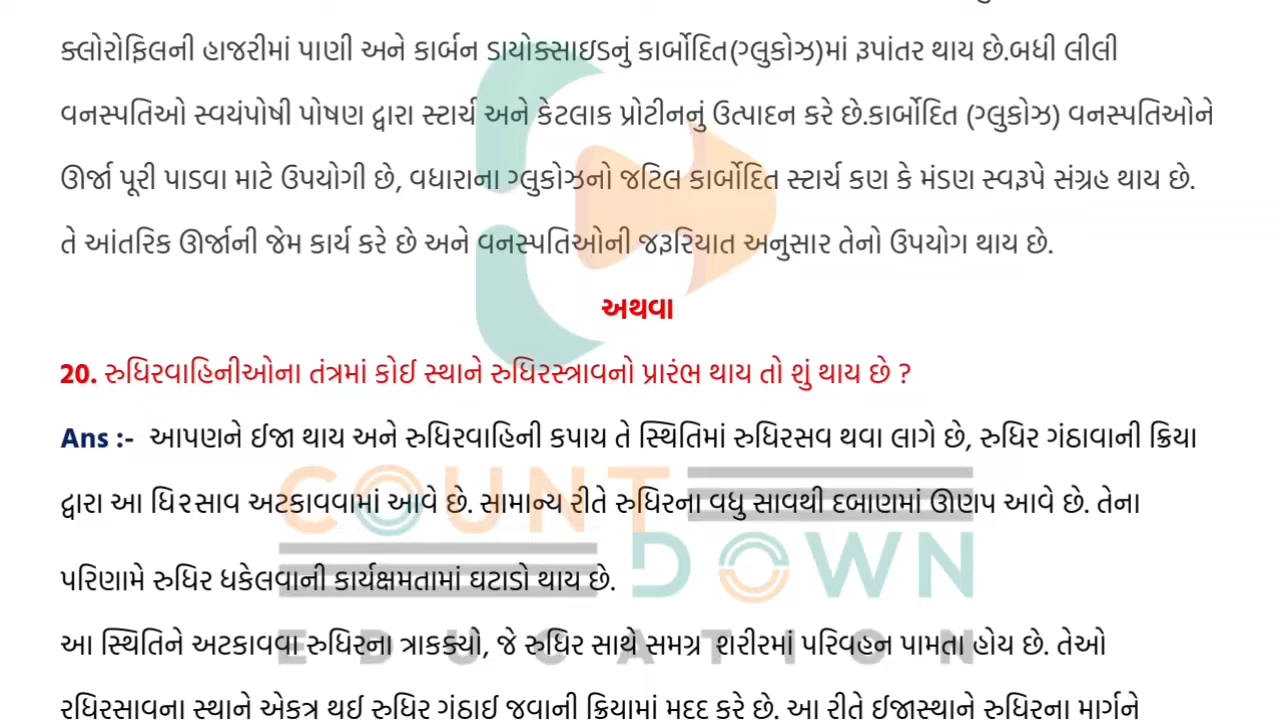 ક્લોરોફિલની હાજરીમાં પાણી અને કાર્બન ડાયોક્સાઇડનું કાર્બોદિત(ગ્લુકોઝ)માં રૂપાંતર થાય છે.બધી લીલી
વનસ્પતિઓ સ્વયંપોષી પોષણ દ્વારા સ્ટાર્ચ અને કેટલાક પ્રોટીનનું ઉત્પાદન કરે છે.કાર્બોદિત (ગ્લુકોઝ) વનસ્પતિઓને
ઊર્જા પૂરી પાડવા માટે ઉપયોગી છે, વધારાના ગ્લુકોઝનો જટિલ કાર્બોદિત સ્ટાર્ચ કણ કે મંડણ સ્વરૂપે સંગ્રહ થાય છે.
તે આંતરિક ઊર્જાની જેમ કાર્ય કરે છે અને વનસ્પતિઓની જરૂરિયાત અનુસાર તેનો ઉપયોગ થાય છે.
અથવા
20. રુધિરવાહિનીઓના તંત્રમાં કોઈ સ્થાને રુધિરસ્ત્રાવનો પ્રારંભ થાય તો શું થાય છે ?
Ans :- આપણને ઈજા થાય અને રુધિરવાહિની કપાય તે સ્થિતિમાં રુધિરસવ થવા લાગે છે, રુધિર ગંઠાવાની ક્રિયા
દ્વારા આ ધિરસાવ અટકાવવામાં આવે છે. સામાન્ય રીતે રુધિરના વધુ સાવથી દબાણમાં ઊણપ આવે છે. તેના
પરિણામે રુધિર ધકેલવાની કાર્યક્ષમતામાં ઘટાડો થાય છે.
આ સ્થિતિને અટકાવવા રુધિરના ત્રાકક્યો, જે રુધિર સાથે સમગ્ર શરીરમાં પરિવહન પામતા હોય છે. તેઓ
રધિરસાવના સ્થાને એકત્ર થઈ રુધિર ગંઠાઈ જવાની ક્રિયામાં મદદ કરે છે. આ રીતે ઈજાસ્થાને રુધિરના માર્ગને
COUNT
DOWN
EDUCATION